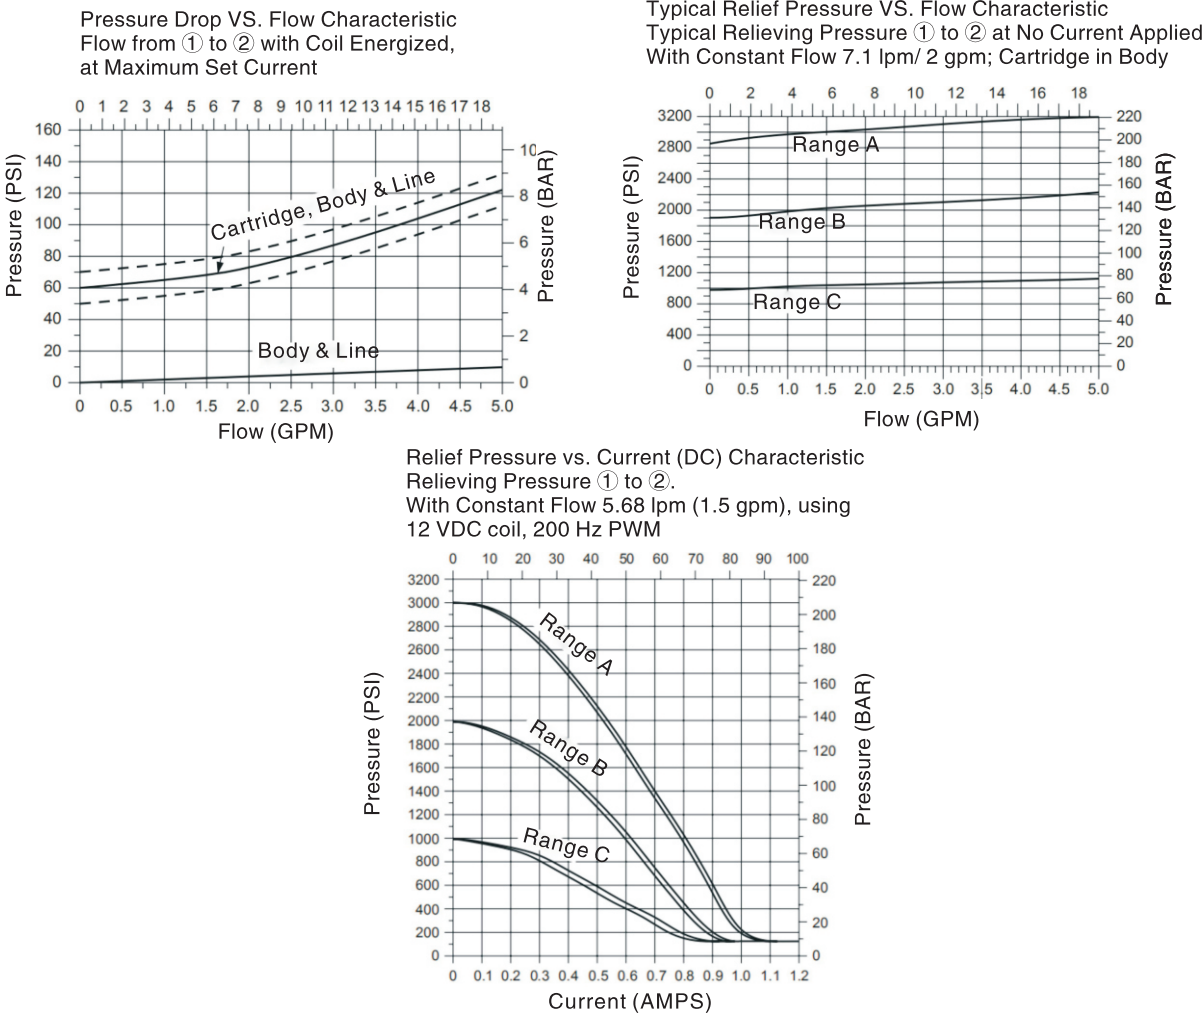 Pressure Drop VS. Flow Characteristic
Flow from ① to ② with Coil Energized,
at Maximum Set Current
0 1 2 3 4 5 6 7 8 9 10 11 12 13 14 15 16 17 18
160
140
120
100
80
60
40
20
0
Pressure (PSI)
10
8
6
4
2
0
Pressure (BAR)
Cartridge, Body & Line
Body & Line
0 0.5 1.0 1.5 2.0 2.5 3.0 3.5 4.0 4.5 5.0
Flow (GPM)
Typical Relief Pressure VS. Flow Characteristic
Typical Relieving Pressure ① to ② at No Current Applied
With Constant Flow 7.1 lpm/ 2 gpm; Cartridge in Body
0 2 4 6 8 10 12 14 16 18
3200
2800
2400
2000
1600
1200
800
400
0
Pressure (PSI)
220
200
180
160
140
120
100
80
60
40
20
0
Pressure (BAR)
Range A
Range B
Range C
0 0.5 1.0 1.5 2.0 2.5 3.0 3.5 4.0 4.5 5.0
Flow (GPM)
Relief Pressure vs. Current (DC) Characteristic
Relieving Pressure ① to ②.
With Constant Flow 5.68 lpm (1.5 gpm), using
12 VDC coil, 200 Hz PWM
0 10 20 30 40 50 60 70 80 90 100
3200
3000
2800
2600
2400
2200
2000
1800
1600
1400
1200
1000
800
600
400
200
0
Pressure (PSI)
220
200
180
160
140
120
100
80
60
40
20
0
Pressure (BAR)
Range A
Range B
Range C
0 0.1 0.2 0.3 0.4 0.5 0.6 0.7 0.8 0.9 1.0 1.1 1.2
Current (AMPS)